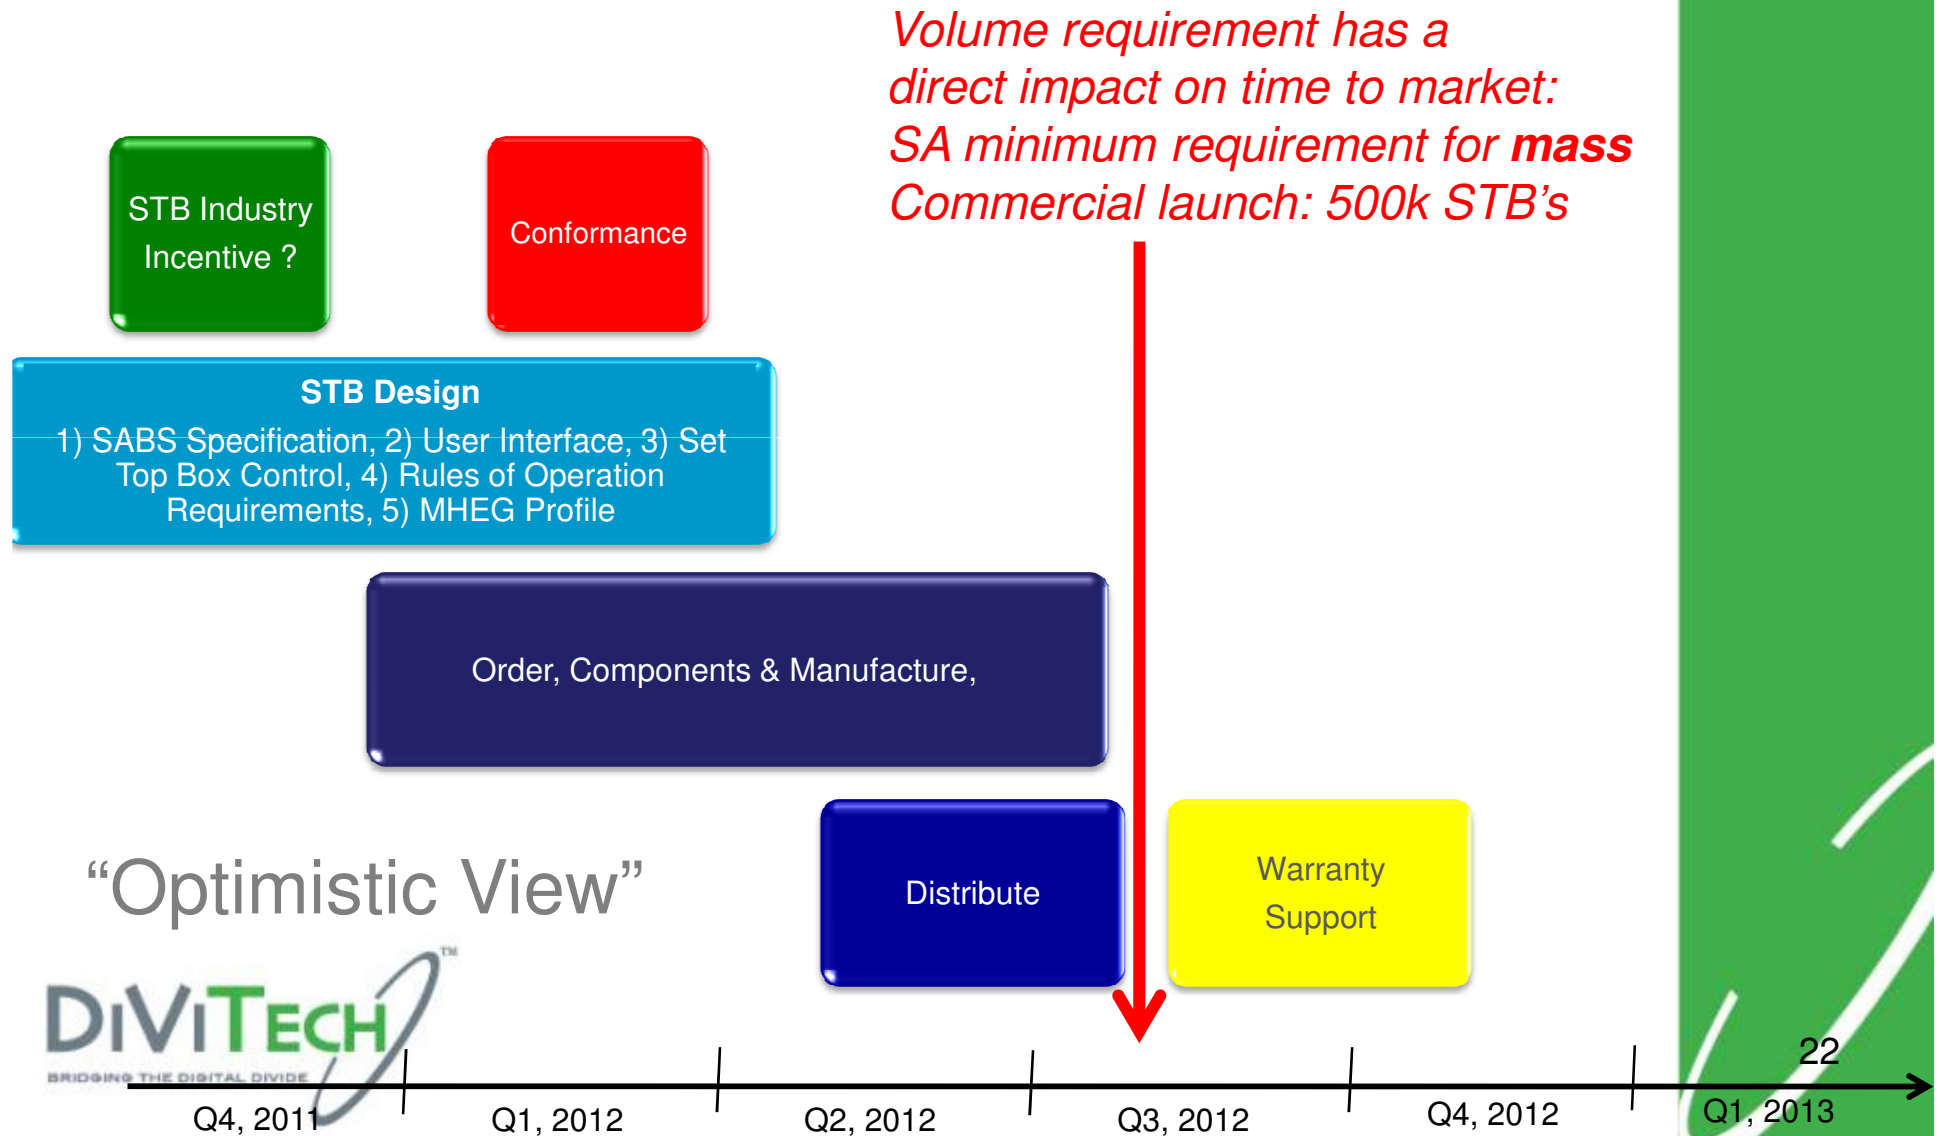 Volume requirement has a
direct impact on time to market:
SA minimum requirement for mass
Commercial launch: 500k STB's
STB Industry
Incentive ?
Conformance
STB Design
1) SABS Specification, 2) User Interface, 3) Set
Top Box Control, 4) Rules of Operation
Requirements, 5) MHEG Profile
Order, Components & Manufacture,
Distribute
Warranty
Support
“Optimistic View”
DIVITECH TM
BRIDGING THE DIGITAL DIVIDE
22
Q4, 2011
Q1, 2012
Q2, 2012
Q3, 2012
Q4, 2012
Q1, 2013